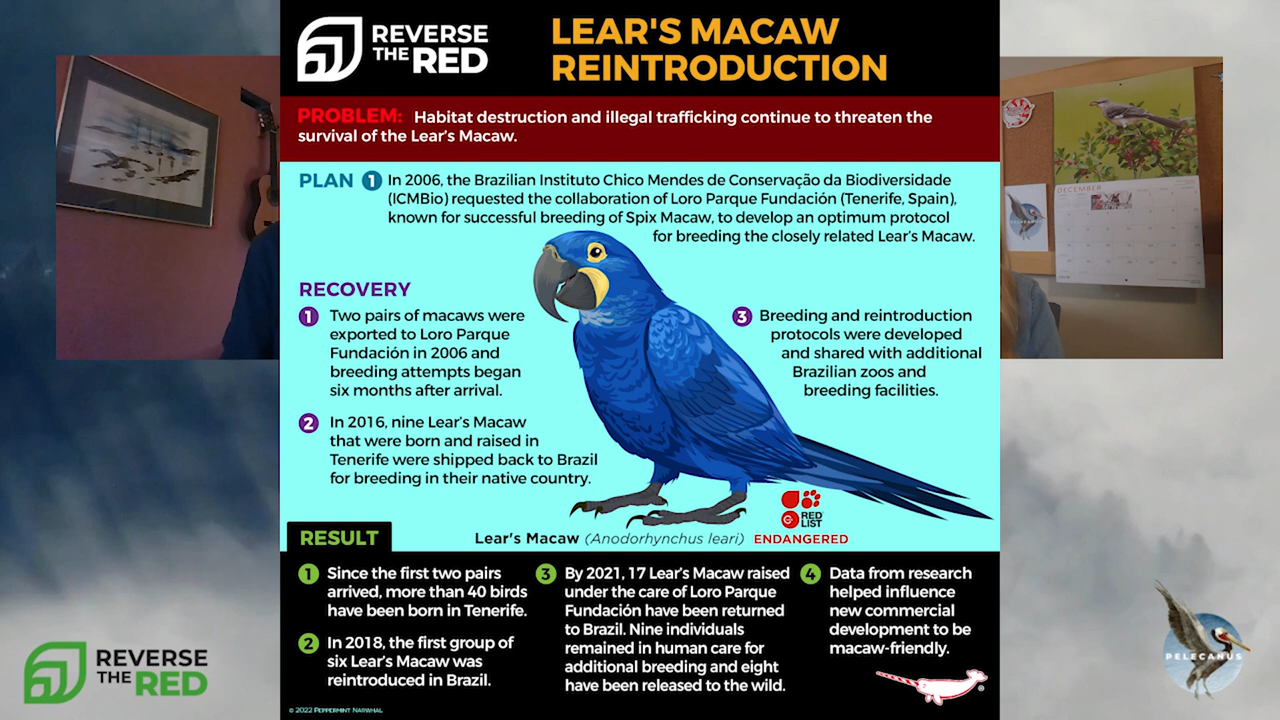 REVERSE
THE RED
LEAR'S MACAW
REINTRODUCTION
PROBLEM: Habitat destruction and illegal trafficking continue to threaten the
survival of the Lear's Macaw.
PLAN 1 In 2006, the Brazilian Instituto Chico Mendes de Conservação da Biodiversidade
(ICMBio) requested the collaboration of Loro Parque Fundación (Tenerife, Spain),
known for successful breeding of Spix Macaw, to develop an optimum protocol
for breeding the closely related Lear's Macaw.
RECOVERY
1 Two pairs of macaws were
exported to Loro Parque
Fundación in 2006 and
breeding attempts began
six months after arrival.
2 In 2016, nine Lear's Macaw
that were born and raised in
Tenerife were shipped back to Brazil
for breeding in their native country.
3 Breeding and reintroduction
protocols were developed
and shared with additional
Brazilian zoos and
breeding facilities.
RED
LIST
Lear's Macaw (Anodorhynchus leari) ENDANGERED
RESULT
1 Since the first two pairs
arrived, more than 40 birds
have been born in Tenerife.
2 In 2018, the first group of
six Lear's Macaw was
reintroduced in Brazil.
3 By 2021, 17 Lear's Macaw raised
under the care of Loro Parque
Fundación have been returned
to Brazil. Nine individuals
remained in human care for
additional breeding and eight
have been released to the wild.
4 Data from research
helped influence
new commercial
development to be
macaw-friendly.
© 2022 Peppermint Narwhal
®
DECEMBER
REVERSE
THE RED
PELECANUS